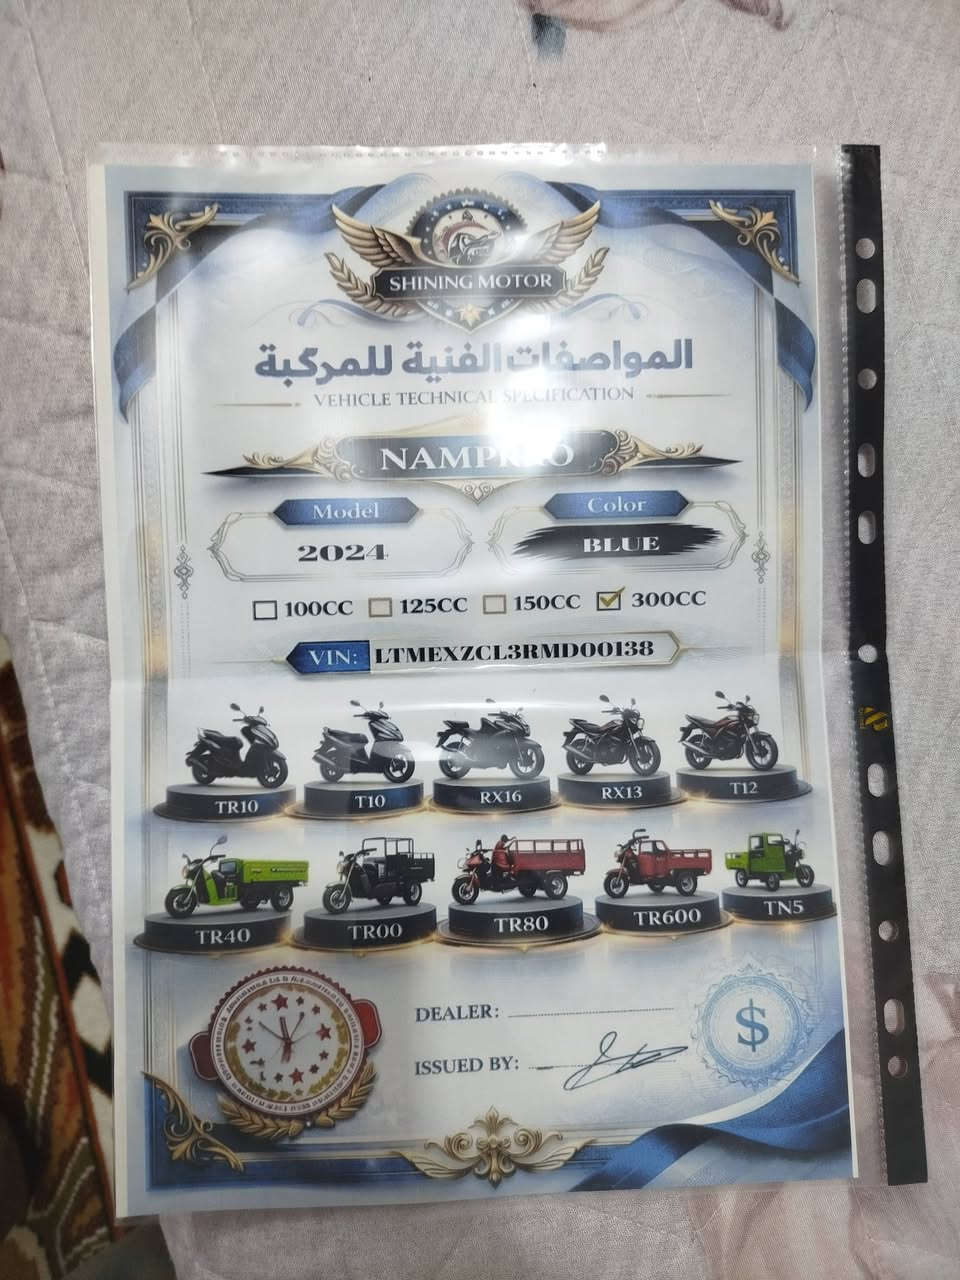 SHINING MOTOR
المواصفات الفنية للمركبة
VEHICLE TECHNICAL SPECIFICATION
Model
Color
2024
BLUE
100CC 125CC 150CC 300CC
VIN: LTMEXZCL3RMD00138
TR10 T10 RX16 RX13 T12
TR40 TR00 TR80 TR600 TN5
DEALER:
ISSUED BY:
$